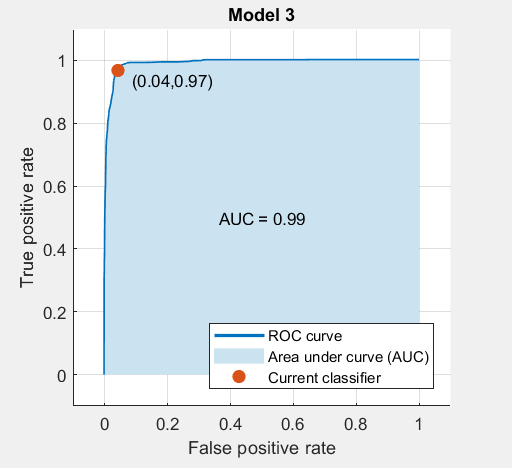 Model 3
1
0.8
0.6
0.4
0.2
0
True positive rate
(0.04,0.97)
AUC = 0.99
ROC curve
Area under curve (AUC)
Current classifier
0 0.2 0.4 0.6 0.8 1
False positive rate